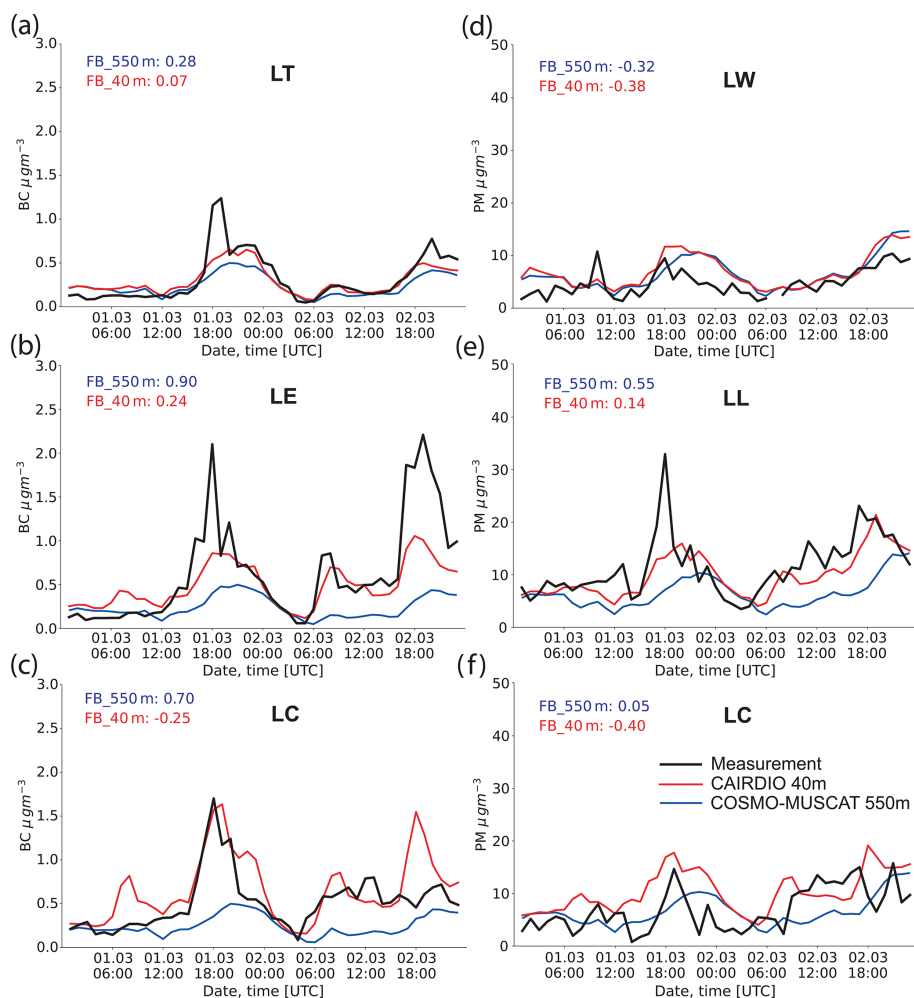 (a)
3.0
2.5
2.0
1.5
1.0
0.5
0.0
BC μgm⁻³
FB_550 m: 0.28
FB_40 m: 0.07
LT
01.03 01.03 01.03 02.03 02.03 02.03 02.03
06:00 12:00 18:00 00:00 06:00 12:00 18:00
Date, time [UTC]
(d)
50
40
30
20
10
0
PM μgm⁻³
FB_550 m: -0.32
FB_40 m: -0.38
LW
01.03 01.03 01.03 02.03 02.03 02.03 02.03
06:00 12:00 18:00 00:00 06:00 12:00 18:00
Date, time [UTC]
(b)
3.0
2.5
2.0
1.5
1.0
0.5
0.0
BC μgm⁻³
FB_550 m: 0.90
FB_40 m: 0.24
LE
01.03 01.03 01.03 02.03 02.03 02.03 02.03
06:00 12:00 18:00 00:00 06:00 12:00 18:00
Date, time [UTC]
(e)
50
40
30
20
10
0
PM μgm⁻³
FB_550 m: 0.55
FB_40 m: 0.14
LL
01.03 01.03 01.03 02.03 02.03 02.03 02.03
06:00 12:00 18:00 00:00 06:00 12:00 18:00
Date, time [UTC]
(c)
3.0
2.5
2.0
1.5
1.0
0.5
0.0
BC μgm⁻³
FB_550 m: 0.70
FB_40 m: -0.25
LC
01.03 01.03 01.03 02.03 02.03 02.03 02.03
06:00 12:00 18:00 00:00 06:00 12:00 18:00
Date, time [UTC]
(f)
50
40
30
20
10
0
PM μgm⁻³
FB_550 m: 0.05
FB_40 m: -0.40
LC
Measurement
CAIRDIO 40m
COSMO-MUSCAT 550m
01.03 01.03 01.03 02.03 02.03 02.03 02.03
06:00 12:00 18:00 00:00 06:00 12:00 18:00
Date, time [UTC]